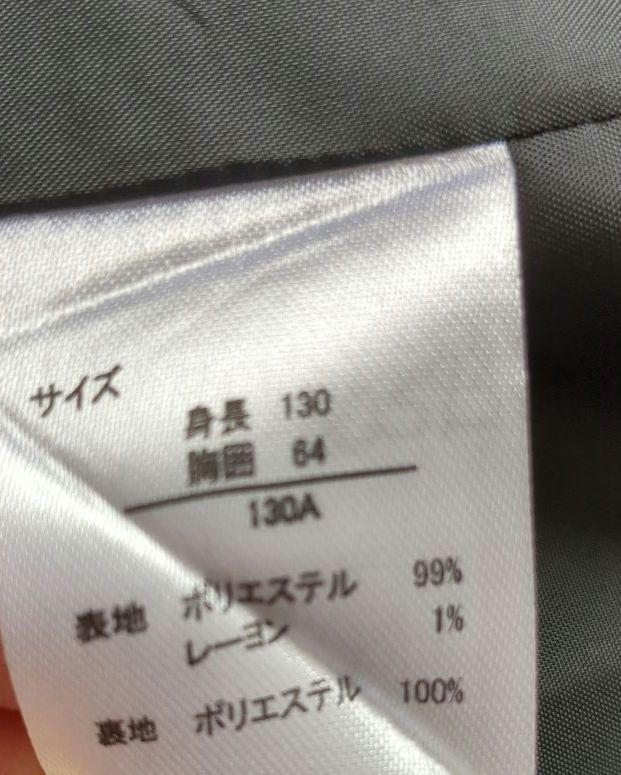 サイズ
身長 130
胸囲 64
130A
表地 ポリエステル 99%
レーヨン 1%
裏地 ポリエステル 100%